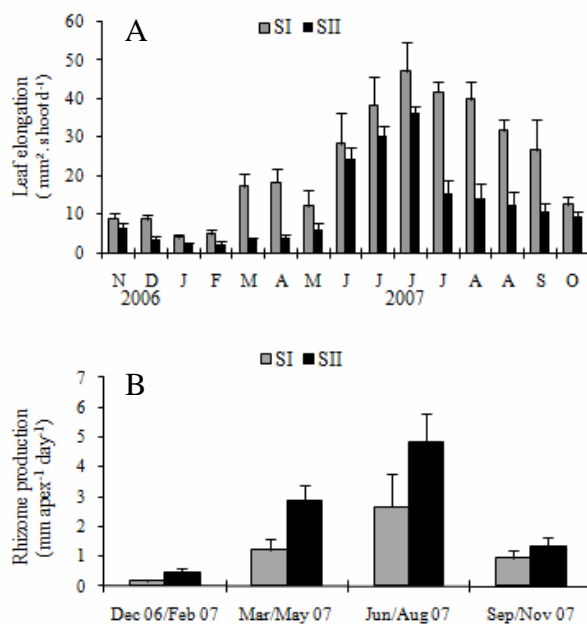 A
SI SII
Leaf elongation
( mm². shoot d-¹)
60
50
40
30
20
10
0
N D J F M A M J J J J A A S O
2006 2007
B
SI SII
Rhizome production
(mm apex-¹ day-¹)
7
6
5
4
3
2
1
0
Dec 06/Feb 07 Mar/May 07 Jun/Aug 07 Sep/Nov 07